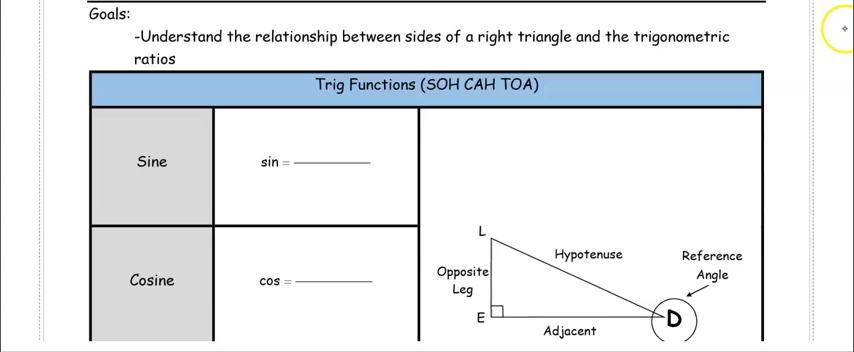 Goals:
-Understand the relationship between sides of a right triangle and the trigonometric
ratios
Trig Functions (SOH CAH TOA)
Sine
sin =
Cosine
cos =
L
Hypotenuse
Reference
Angle
Opposite
Leg
E
D
Adjacent